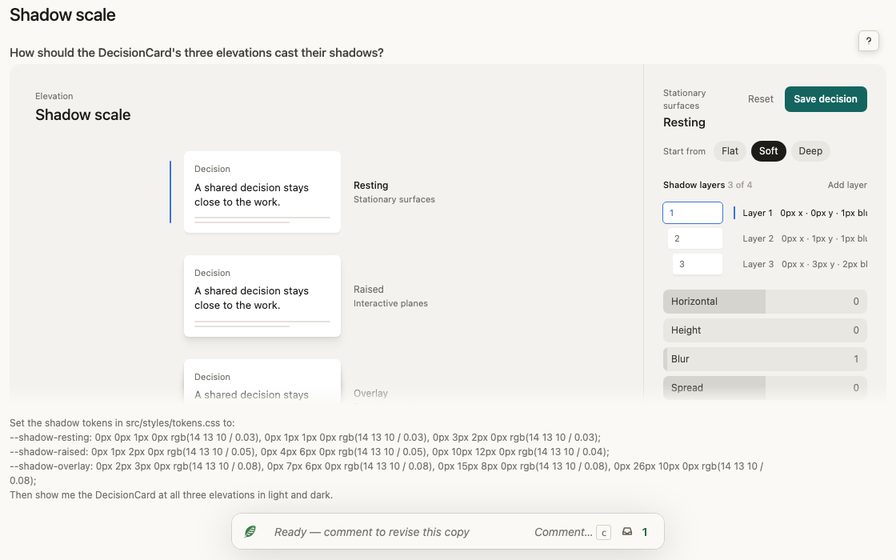 Shadow scale
How should the DecisionCard's three elevations cast their shadows?
?
Elevation
Shadow scale
Decision
A shared decision stays
close to the work.
Resting
Stationary surfaces
Decision
A shared decision stays
close to the work.
Raised
Interactive planes
Decision
A shared decision stays
Overlay
Stationary
surfaces
Resting
Reset
Save decision
Start from
Flat
Soft
Deep
Shadow layers 3 of 4
Add layer
1
Layer 1 0px x · 0px y · 1px blu
2
Layer 2 0px x · 1px y · 1px blu
3
Layer 3 0px x · 3px y · 2px bl
Horizontal 0
Height 0
Blur 1
Spread 0
Set the shadow tokens in src/styles/tokens.css to:
--shadow-resting: 0px 0px 1px 0px rgb(14 13 10 / 0.03), 0px 1px 1px 0px rgb(14 13 10 / 0.03), 0px 3px 2px 0px rgb(14 13 10 / 0.03);
--shadow-raised: 0px 1px 2px 0px rgb(14 13 10 / 0.05), 0px 4px 6px 0px rgb(14 13 10 / 0.05), 0px 10px 12px 0px rgb(14 13 10 / 0.04);
--shadow-overlay: 0px 2px 3px 0px rgb(14 13 10 / 0.08), 0px 7px 6px 0px rgb(14 13 10 / 0.08), 0px 15px 8px 0px rgb(14 13 10 / 0.08), 0px 26px 10px 0px rgb(14 13 10 /
0.08);
Then show me the DecisionCard at all three elevations in light and dark.
Ready — comment to revise this copy
Comment... c
1